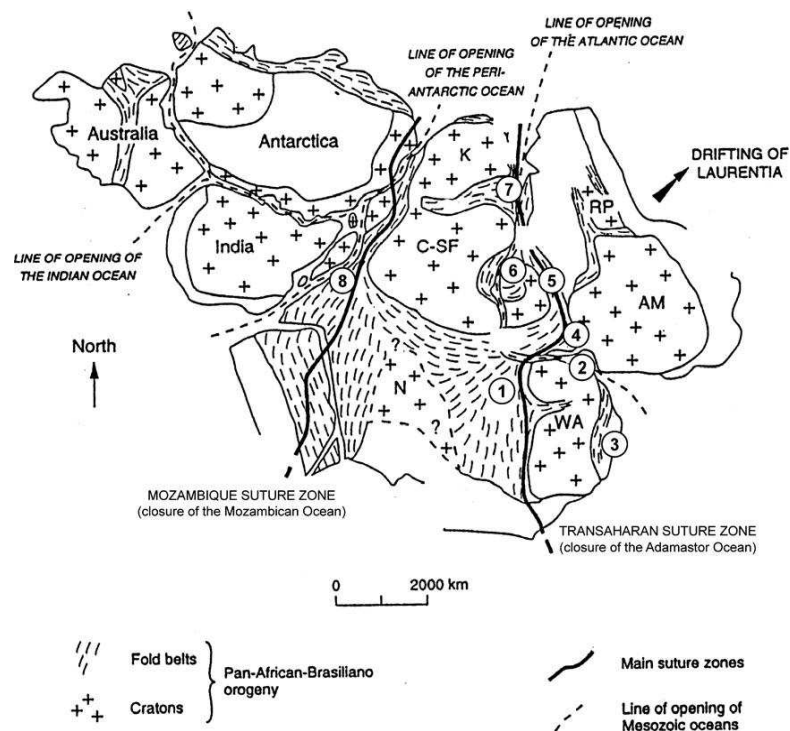 LINE OF OPENING
OF THE PERI-
ANTARCTIC OCEAN
LINE OF OPENING
OF THE ATLANTIC OCEAN
Australia
Antarctica
K
7
DRIFTING OF
LAURENTIA
RP
India
C-SF
6
5
AM
LINE OF OPENING OF
THE INDIAN OCEAN
8
4
North
?
2
N
1
WA
?
3
MOZAMBIQUE SUTURE ZONE
(closure of the Mozambican Ocean)
TRANSAHARAN SUTURE ZONE
(closure of the Adamastor Ocean)
0 2000 km
Fold belts
Cratons
Pan-African-Brasiliano
orogeny
Main suture zones
Line of opening of
Mesozoic oceans